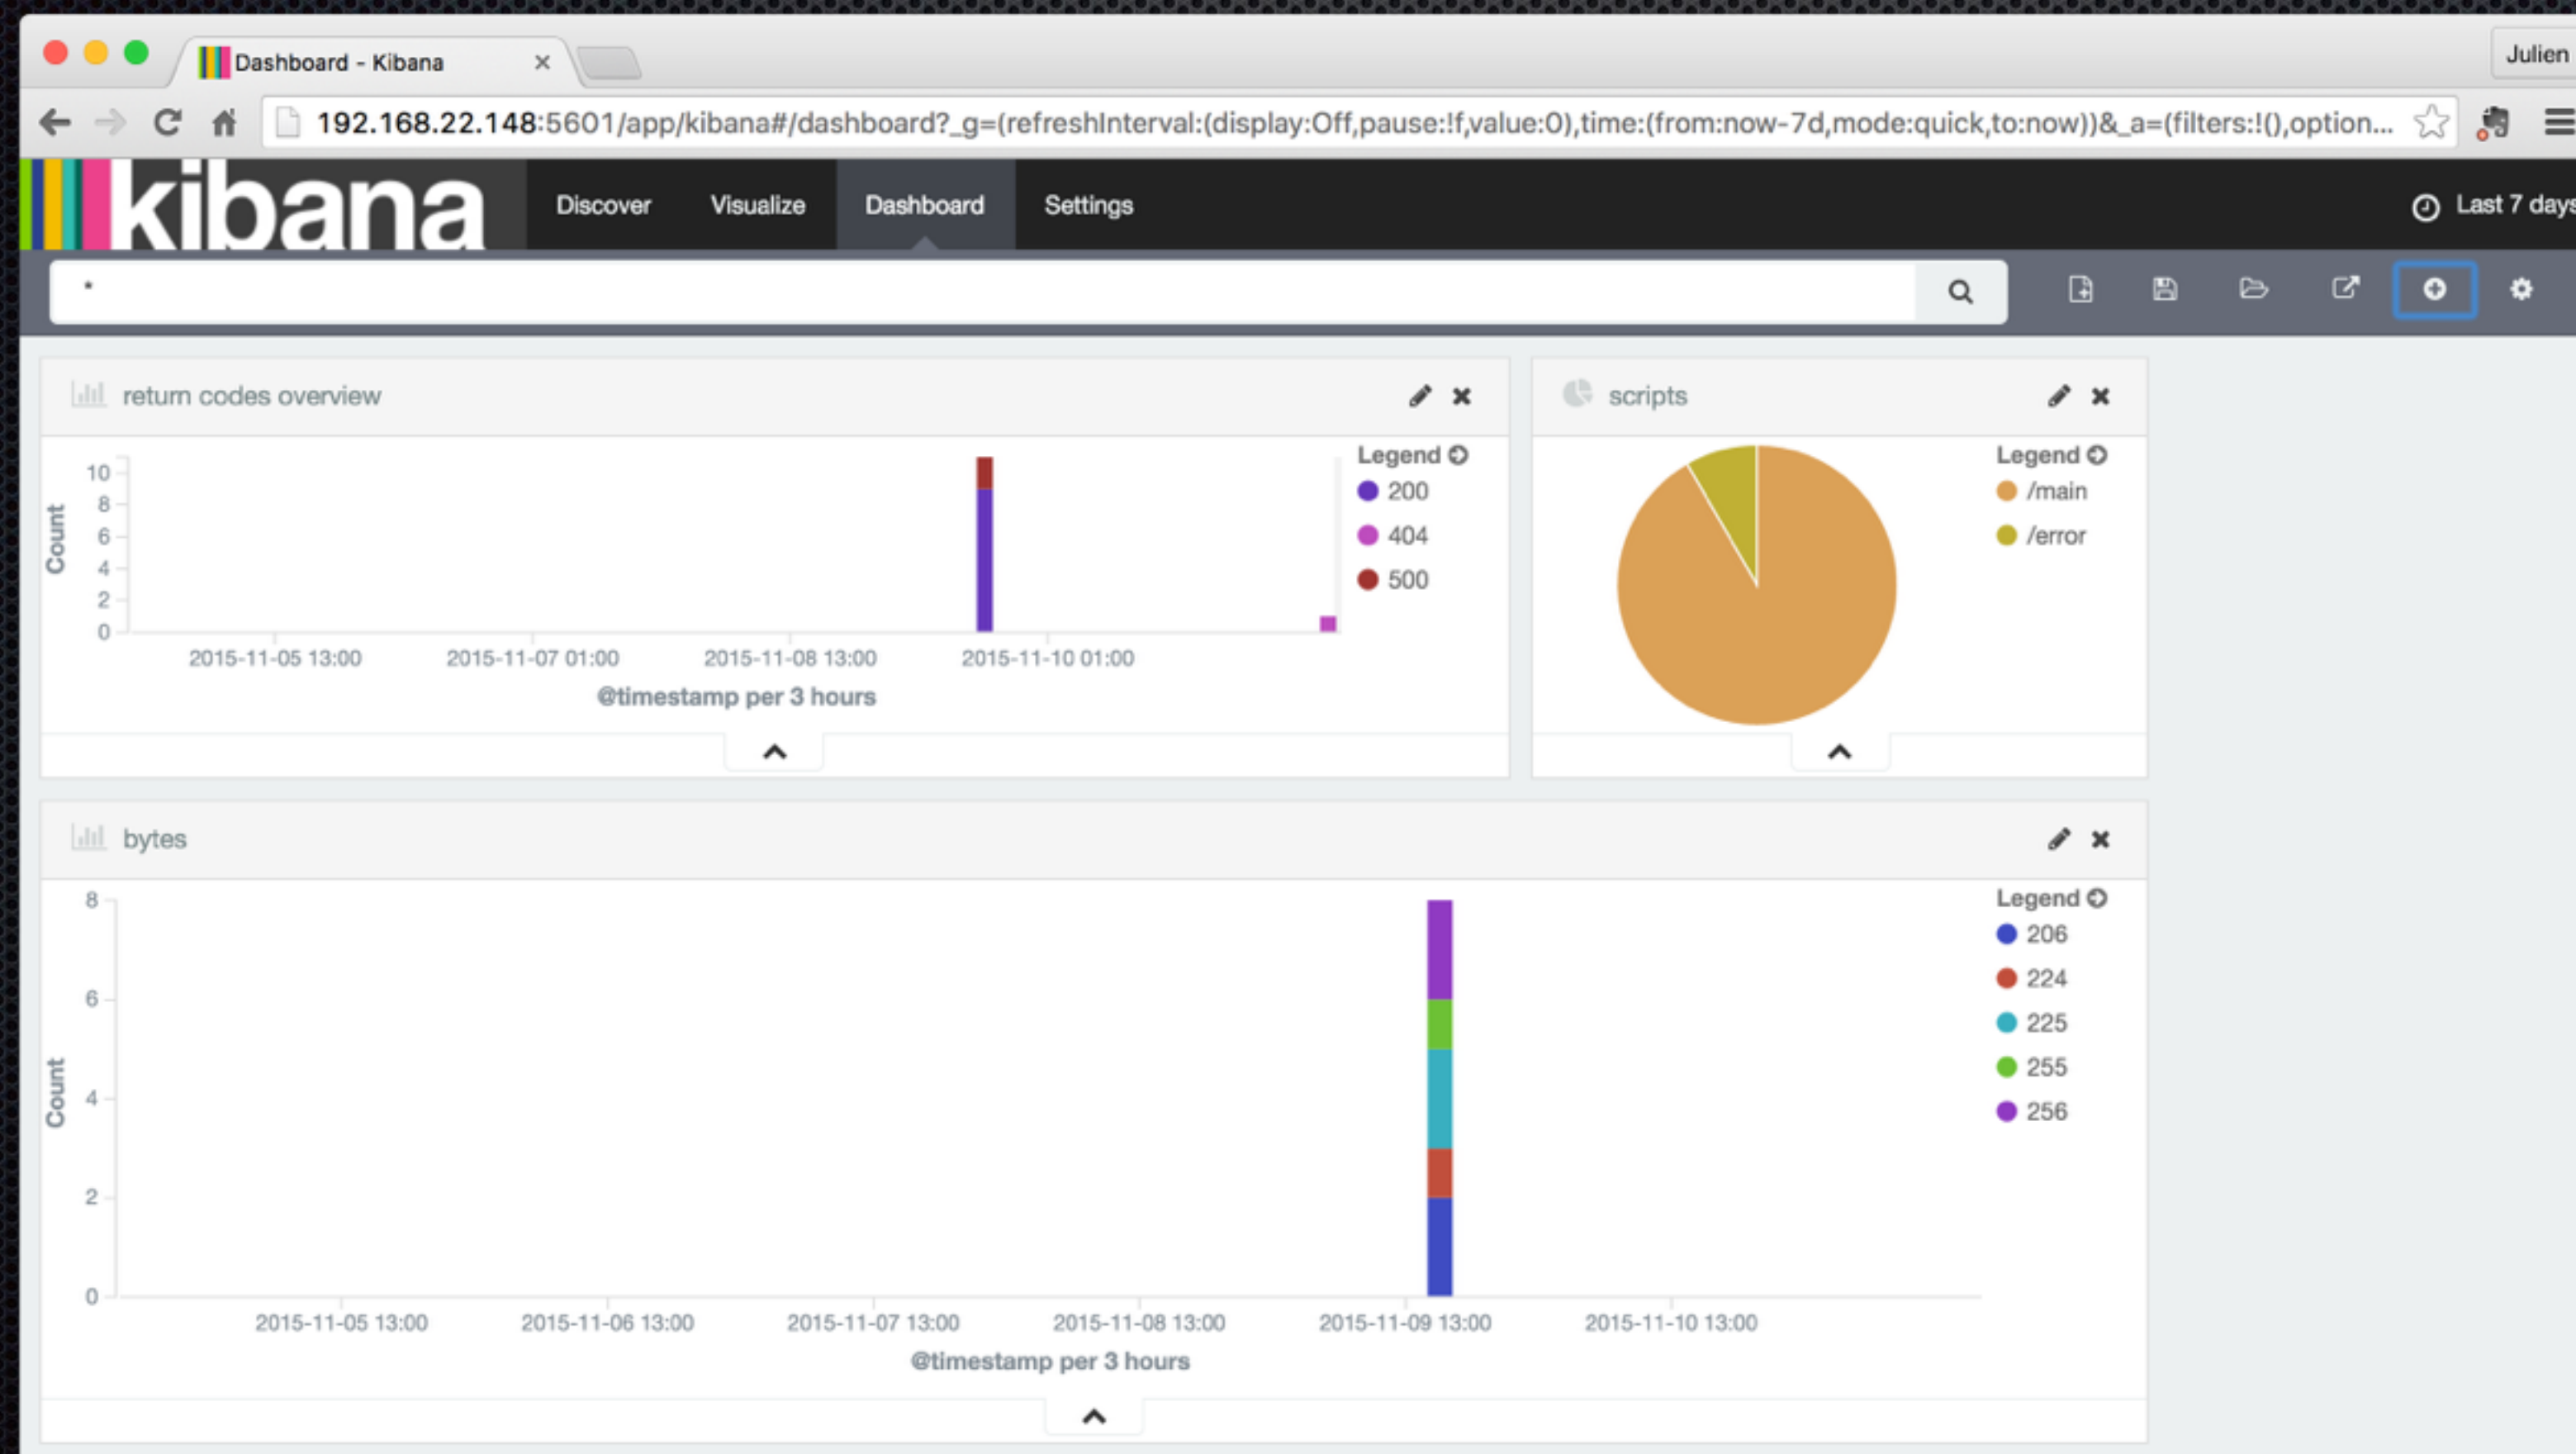 Dashboard - Kibana
Julien
192.168.22.148:5601/app/kibana#/dashboard?_g=(refreshInterval:(display:Off,pause:!f,value:0),time:(from:now-7d,mode:quick,to:now))&_a=(filters:!(),option...
kibana Discover Visualize Dashboard Settings Last 7 days
*
return codes overview
Count
10
8
6
4
2
0
2015-11-05 13:00 2015-11-07 01:00 2015-11-08 13:00 2015-11-10 01:00
@timestamp per 3 hours
Legend
200
404
500
scripts
Legend
/main
/error
bytes
Count
8
6
4
2
0
2015-11-05 13:00 2015-11-06 13:00 2015-11-07 13:00 2015-11-08 13:00 2015-11-09 13:00 2015-11-10 13:00
@timestamp per 3 hours
Legend
206
224
225
255
256